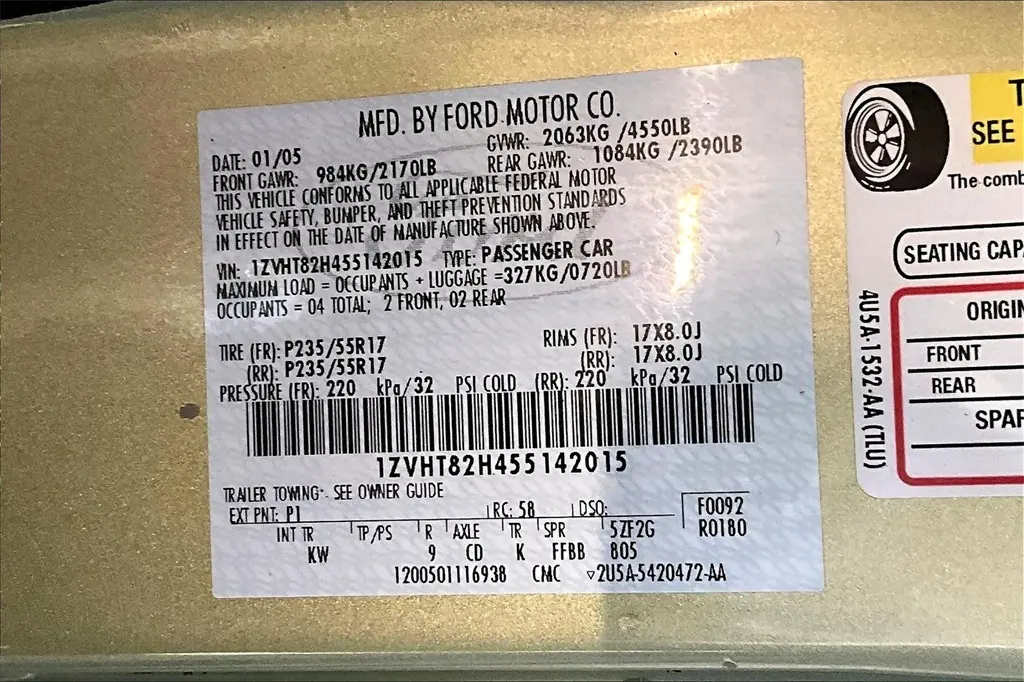 MFD. BY FORD MOTOR CO.
DATE: 01/05 GVWR: 2063KG /4550LB
FRONT GAWR: 984KG/2170LB REAR GAWR: 1084KG /2390LB
THIS VEHICLE CONFORMS TO ALL APPLICABLE FEDERAL MOTOR
VEHICLE SAFETY, BUMPER, AND THEFT PREVENTION STANDARDS
IN EFFECT ON THE DATE OF MANUFACTURE SHOWN ABOVE.
VIN: 1ZVHT82H455142015 TYPE: PASSENGER CAR
MAXIMUM LOAD = OCCUPANTS + LUGGAGE =327KG/0720LB
OCCUPANTS = 04 TOTAL; 2 FRONT, 02 REAR
TIRE (FR): P235/55R17 RIMS (FR): 17X8.0J
(RR): P235/55R17 (RR): 17X8.0J
PRESSURE (FR): 220 kPa/32 PSI COLD (RR): 220 kPa/32 PSI COLD
1ZVHT82H455142015
TRAILER TOWING- SEE OWNER GUIDE
EXT PNT: P1 RC: 58 DSO: F0092
INT TR TP/PS R AXLE TR SPR 5ZF2G R0180
KW 9 CD K FFBB 805
1200501116938 CMC ▿2U5A-5420472-AA
T
SEE
The comb
SEATING CAP
4U5A-1532-AA (TLU)
ORIGIN
FRONT
REAR
SPAR